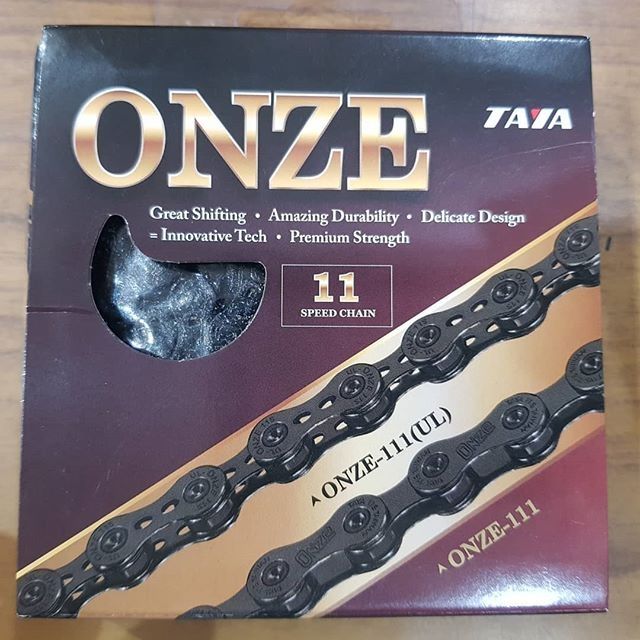 ONZE
TAYA
Great Shifting • Amazing Durability • Delicate Design
= Innovative Tech • Premium Strength
11
SPEED CHAIN
ONZE-111(UL)
ONZE-111